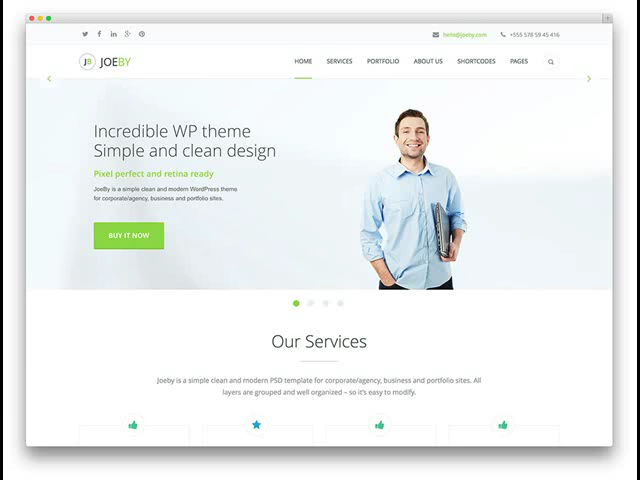 hello@joeby.com
+555 578 59 45 416
JB JOEBY
HOME SERVICES PORTFOLIO ABOUT US SHORTCODES PAGES
Incredible WP theme
Simple and clean design
Pixel perfect and retina ready
JoeBy is a simple clean and modern WordPress theme
for corporate/agency, business and portfolio sites.
BUY IT NOW
Our Services
Joeby is a simple clean and modern PSD template for corporate/agency, business and portfolio sites. All
layers are grouped and well organized – so it's easy to modify.